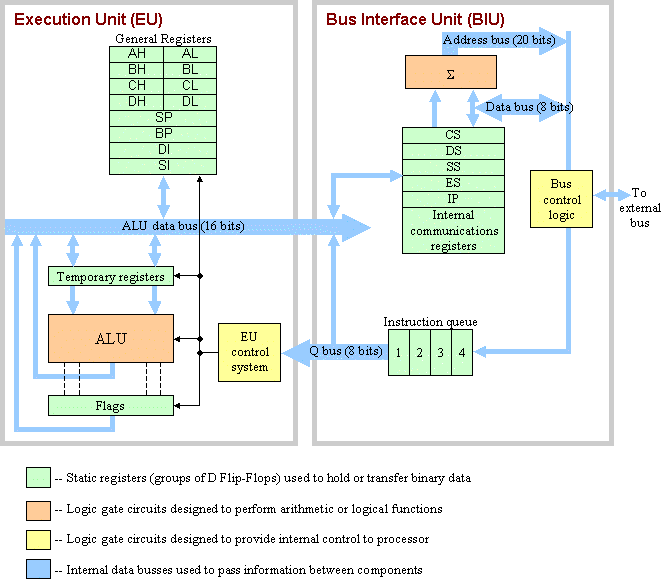 Execution Unit (EU)
General Registers
AH AL
BH BL
CH CL
DH DL
SP
BP
DI
SI
ALU data bus (16 bits)
Temporary registers
ALU
EU
control
system
Flags
Bus Interface Unit (BIU)
Address bus (20 bits)
Σ
Data bus (8 bits)
CS
DS
SS
ES
IP
Internal
communications
registers
Bus
control
logic
To
external
bus
Instruction queue
1 2 3 4
Q bus (8 bits)
-- Static registers (groups of D Flip-Flops) used to hold or transfer binary data
-- Logic gate circuits designed to perform arithmetic or logical functions
-- Logic gate circuits designed to provide internal control to processor
-- Internal data busses used to pass information between components